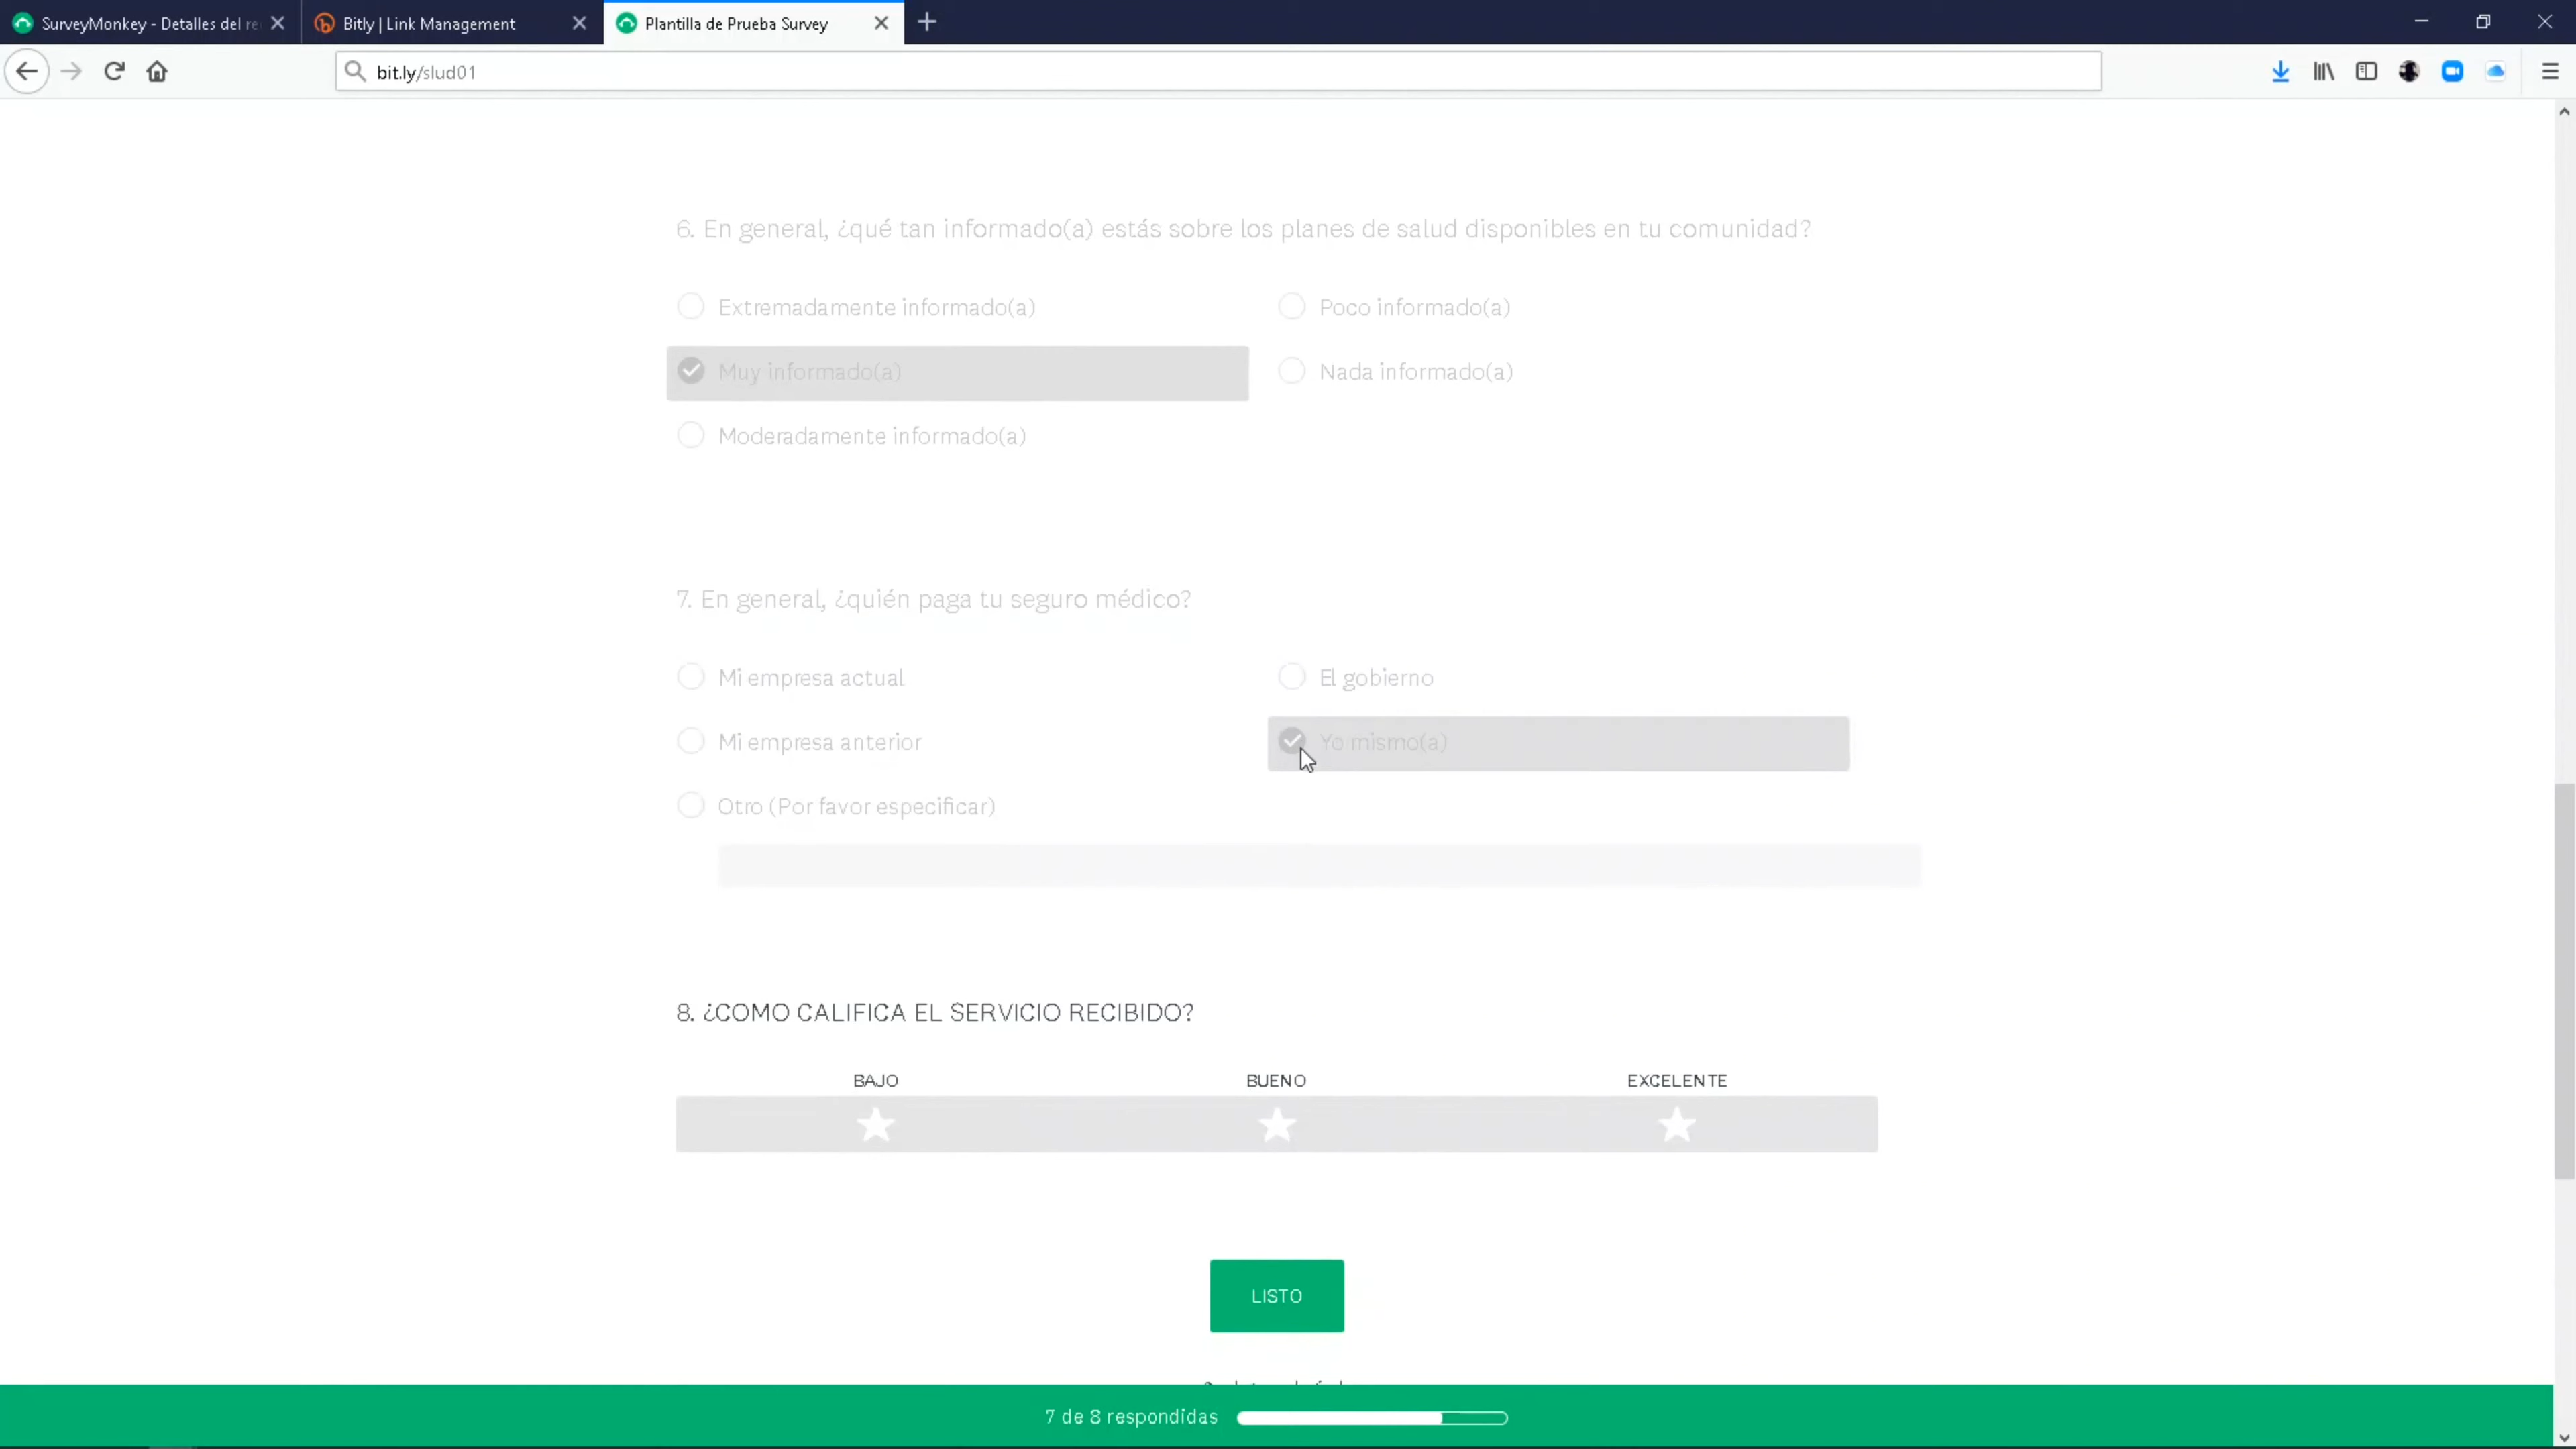 SurveyMonkey - Detalles del re
Bitly | Link Management
Plantilla de Prueba Survey
bit.ly/slud01
6. En general, ¿qué tan informado(a) estás sobre los planes de salud disponibles en tu comunidad?
Extremadamente informado(a)
Poco informado(a)
Muy informado(a)
Nada informado(a)
Moderadamente informado(a)
7. En general, ¿quién paga tu seguro médico?
Mi empresa actual
El gobierno
Mi empresa anterior
Yo mismo(a)
Otro (Por favor especificar)
8. ¿COMO CALIFICA EL SERVICIO RECIBIDO?
BAJO
BUENO
EXCELENTE
LISTO
7 de 8 respondidas